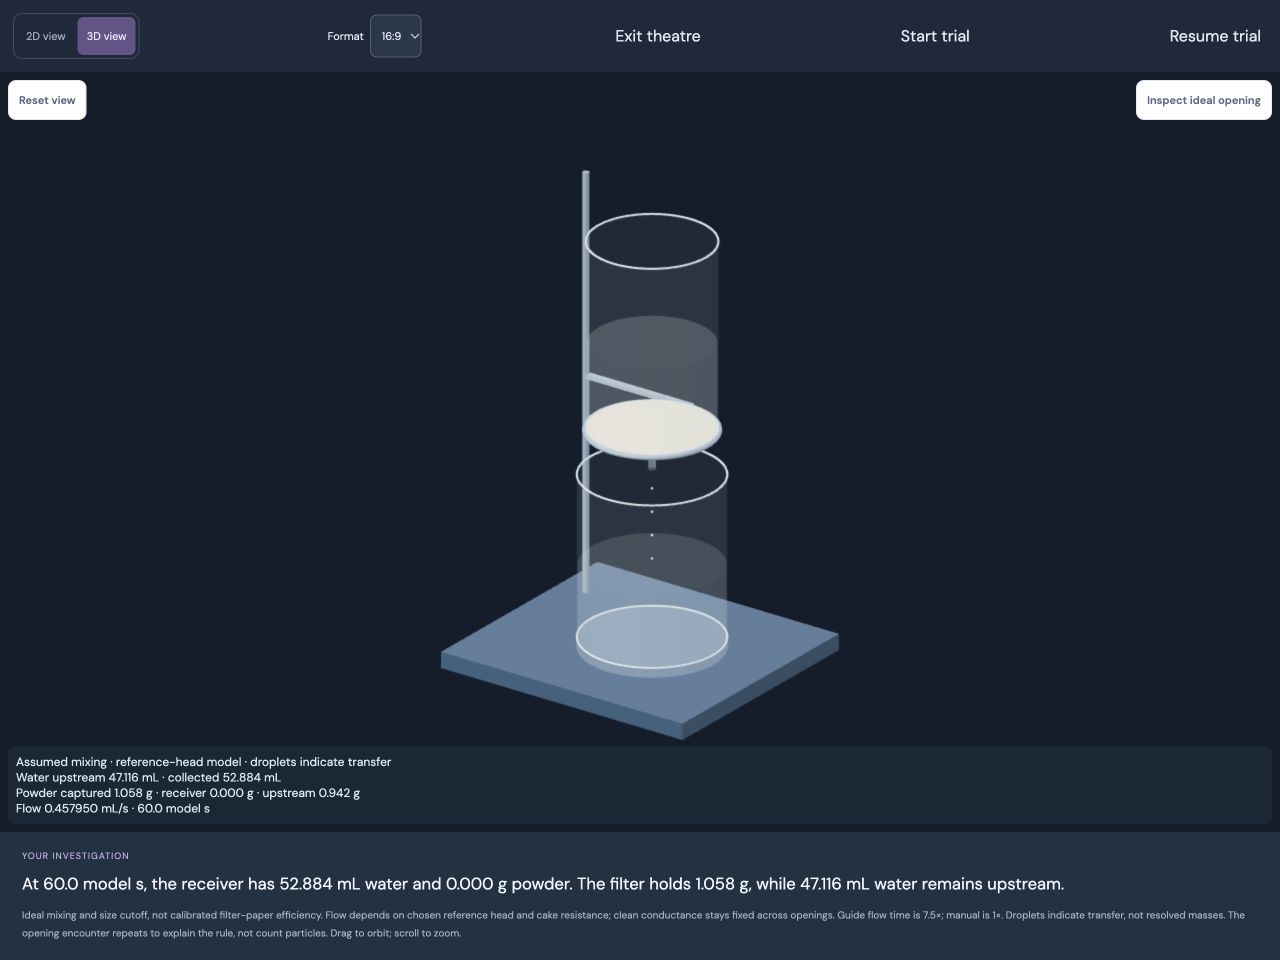 2D view
3D view
Format
16:9
Exit theatre
Start trial
Resume trial
Reset view
Inspect ideal opening
Assumed mixing · reference-head model · droplets indicate transfer
Water upstream 47.116 mL · collected 52.884 mL
Powder captured 1.058 g · receiver 0.000 g · upstream 0.942 g
Flow 0.457950 mL/s · 60.0 model s
YOUR INVESTIGATION
At 60.0 model s, the receiver has 52.884 mL water and 0.000 g powder. The filter holds 1.058 g, while 47.116 mL water remains upstream.
Ideal mixing and size cutoff, not calibrated filter-paper efficiency. Flow depends on chosen reference head and cake resistance; clean conductance stays fixed across openings. Guide flow time is 7.5×; manual is 1×. Droplets indicate transfer, not resolved masses. The
opening encounter repeats to explain the rule, not count particles. Drag to orbit; scroll to zoom.